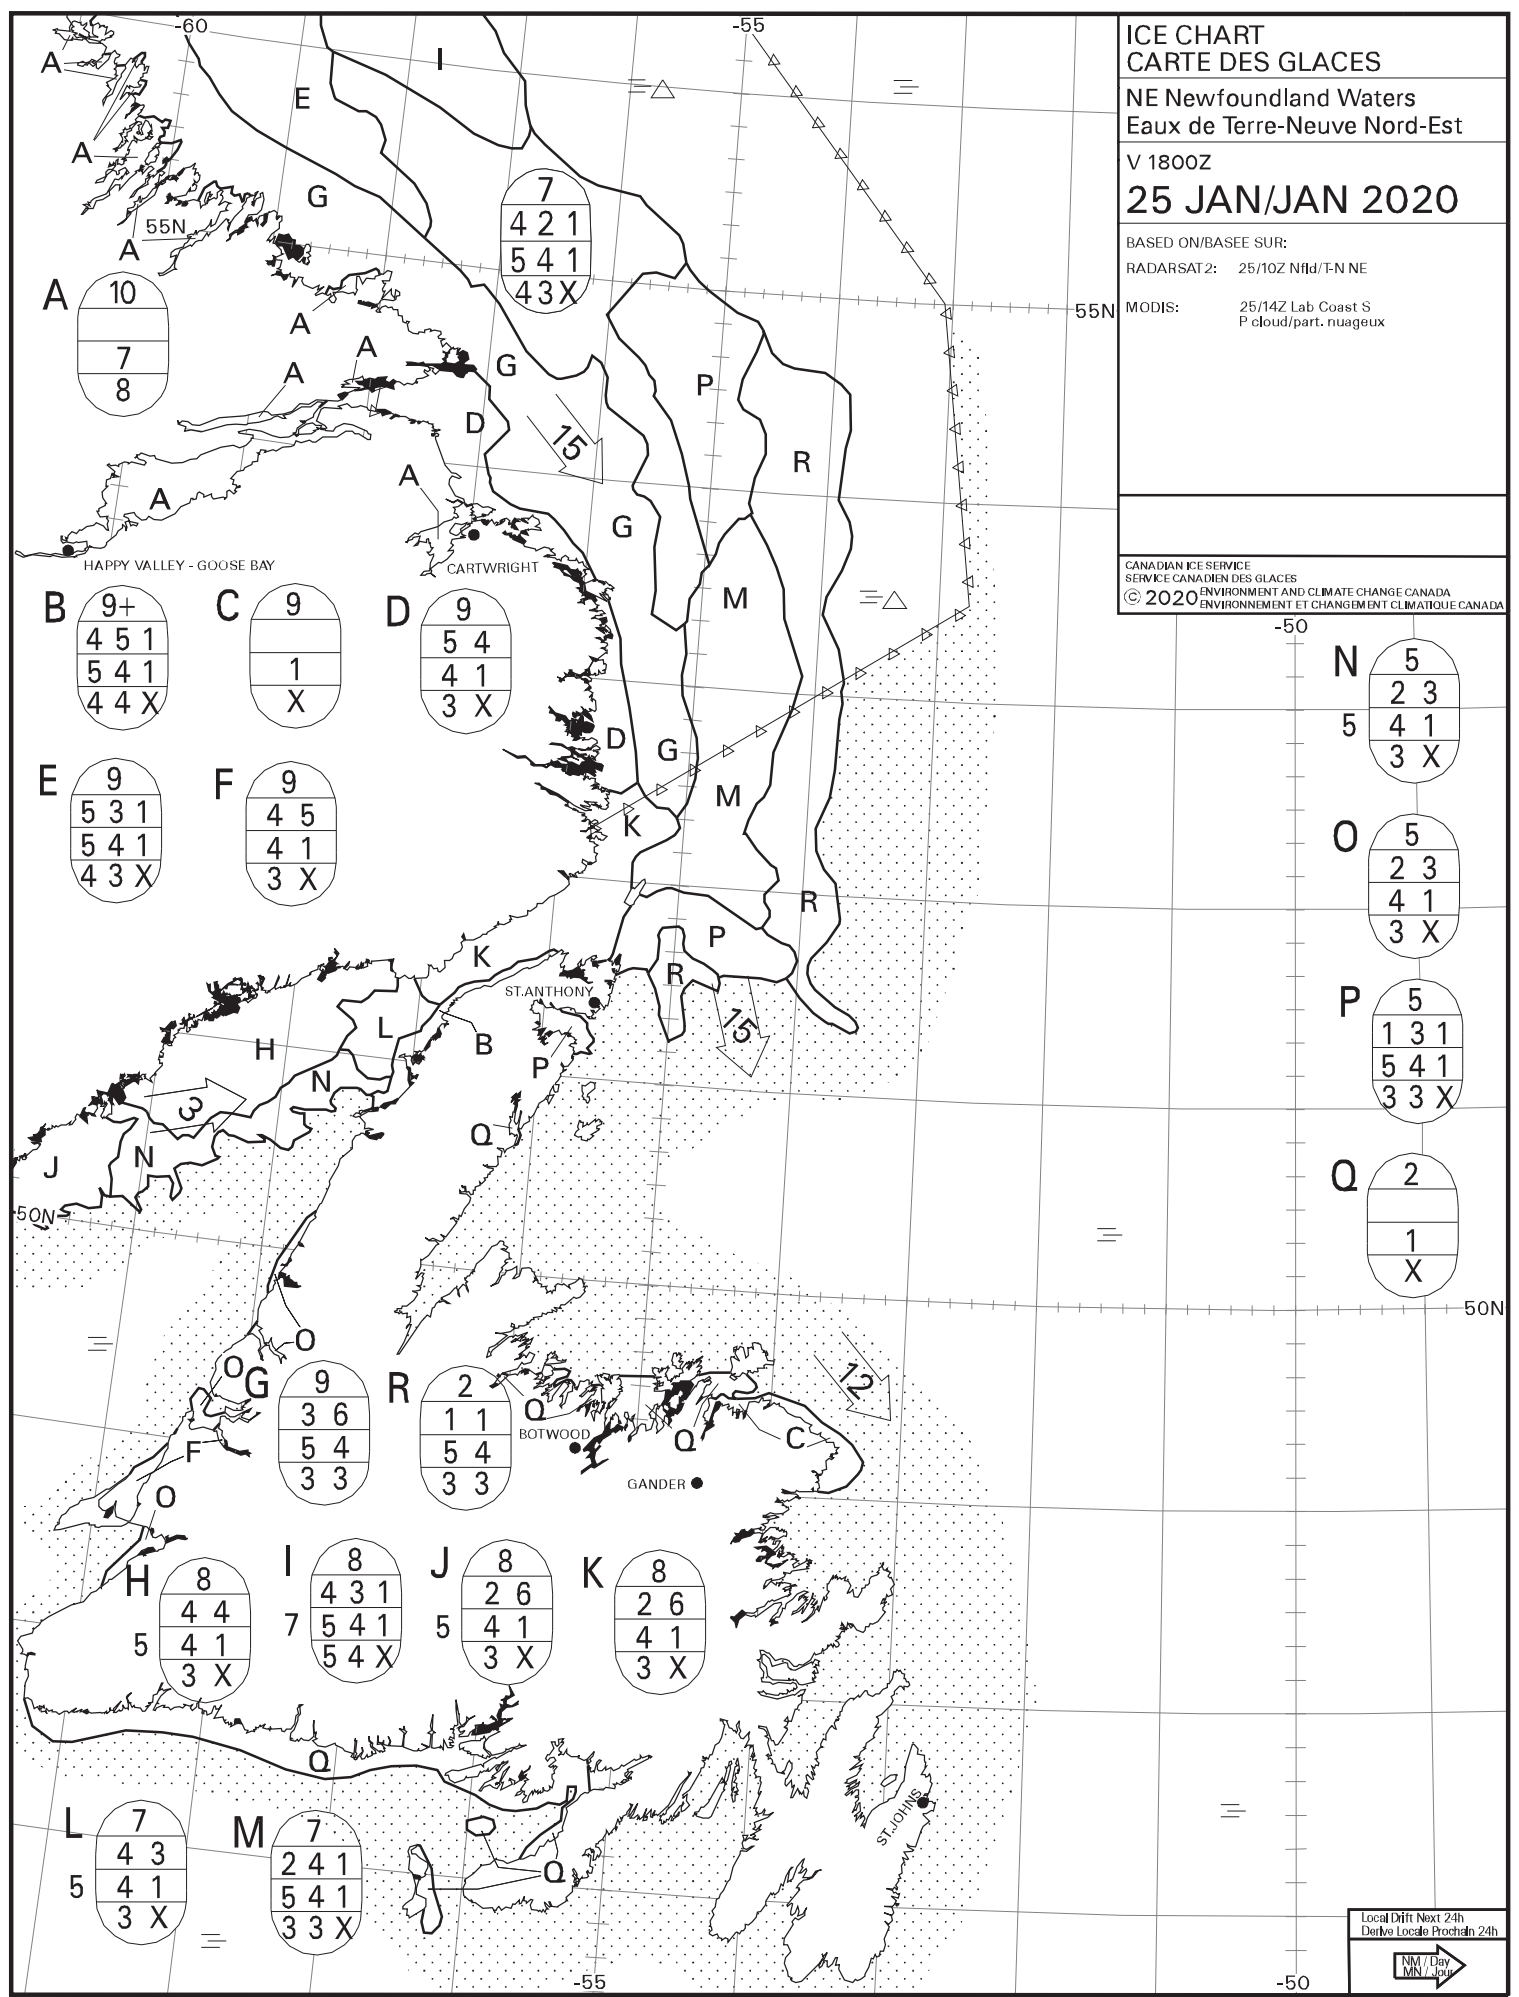 -60
-55
ICE CHART
CARTE DES GLACES
NE Newfoundland Waters
Eaux de Terre-Neuve Nord-Est
V 1800Z
25 JAN/JAN 2020
BASED ON/BASEE SUR:
RADARSAT2: 25/10Z Nfld/T-N NE
MODIS: 25/14Z Lab Coast S
P cloud/part. nuageux
CANADIAN ICE SERVICE
SERVICE CANADIEN DES GLACES
© 2020 ENVIRONMENT AND CLIMATE CHANGE CANADA
ENVIRONNEMENT ET CHANGEMENT CLIMATIQUE CANADA
A
I
E
A
A
G
7
4 2 1
5 4 1
4 3 X
55N
A
A
10
7
8
55N
A
A
A
G
P
D
15
R
A
A
G
HAPPY VALLEY - GOOSE BAY
CARTWRIGHT
M
B
9+
4 5 1
5 4 1
4 4 X
C
9
1
X
D
9
5 4
4 1
3 X
-50
N
5
2 3
5
4 1
3 X
D
G
M
K
E
9
5 3 1
5 4 1
4 3 X
F
9
4 5
4 1
3 X
O
5
2 3
4 1
3 X
R
P
K
R
ST.ANTHONY
P
5
1 3 1
5 4 1
3 3 X
15
L
H
B
P
N
3
Q
N
J
50N
Q
2
1
X
50N
O
O
12
G
9
3 6
5 4
3 3
R
2
1 1
5 4
3 3
Q
BOTWOOD
Q
C
F
GANDER
O
H
8
4 4
5
4 1
3 X
I
8
4 3 1
7
5 4 1
5 4 X
J
8
2 6
5
4 1
3 X
K
8
2 6
4 1
3 X
Q
ST.JOHNS
L
7
4 3
5
4 1
3 X
M
7
2 4 1
5 4 1
3 3 X
Q
-55
-50
Local Drift Next 24h
Derive Locale Prochain 24h
NM / Day
MN / Jour